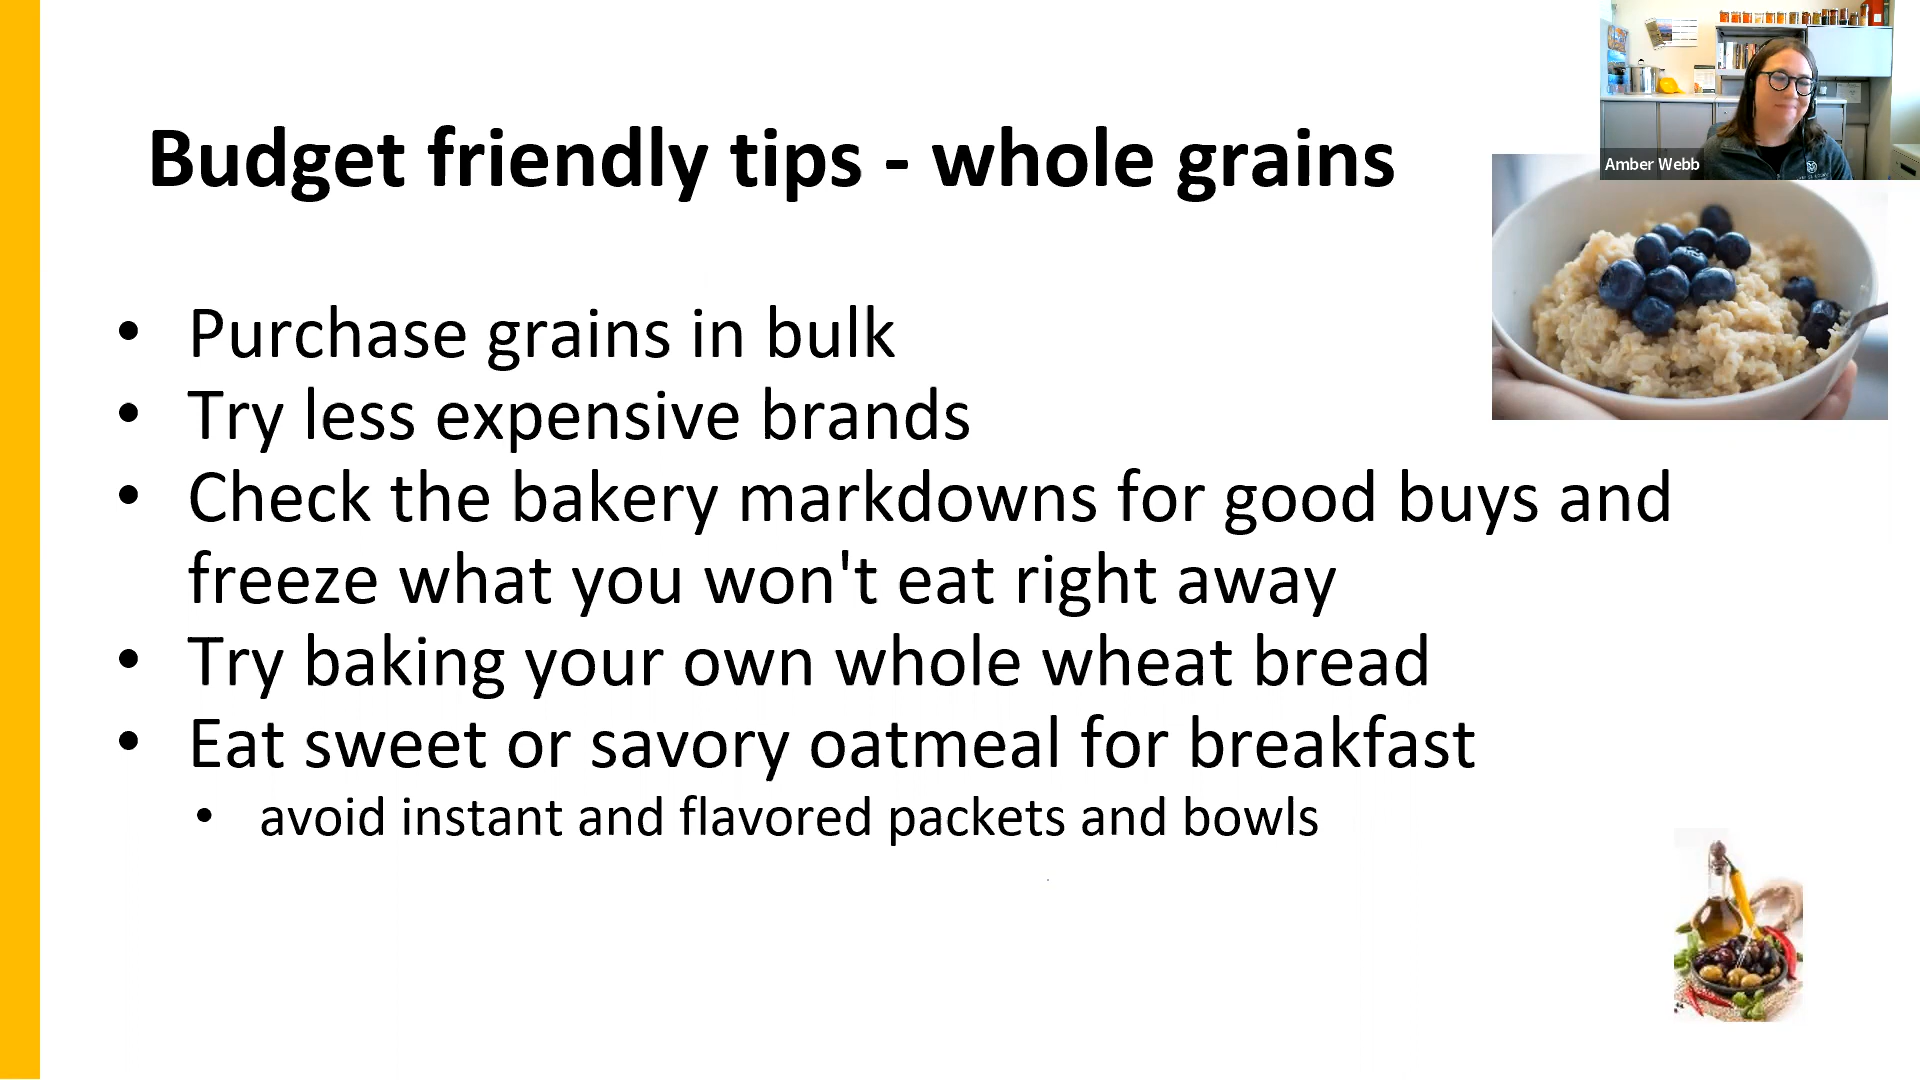 Budget friendly tips - whole grains
Amber Webb
• Purchase grains in bulk
• Try less expensive brands
• Check the bakery markdowns for good buys and
freeze what you won't eat right away
• Try baking your own whole wheat bread
• Eat sweet or savory oatmeal for breakfast
• avoid instant and flavored packets and bowls